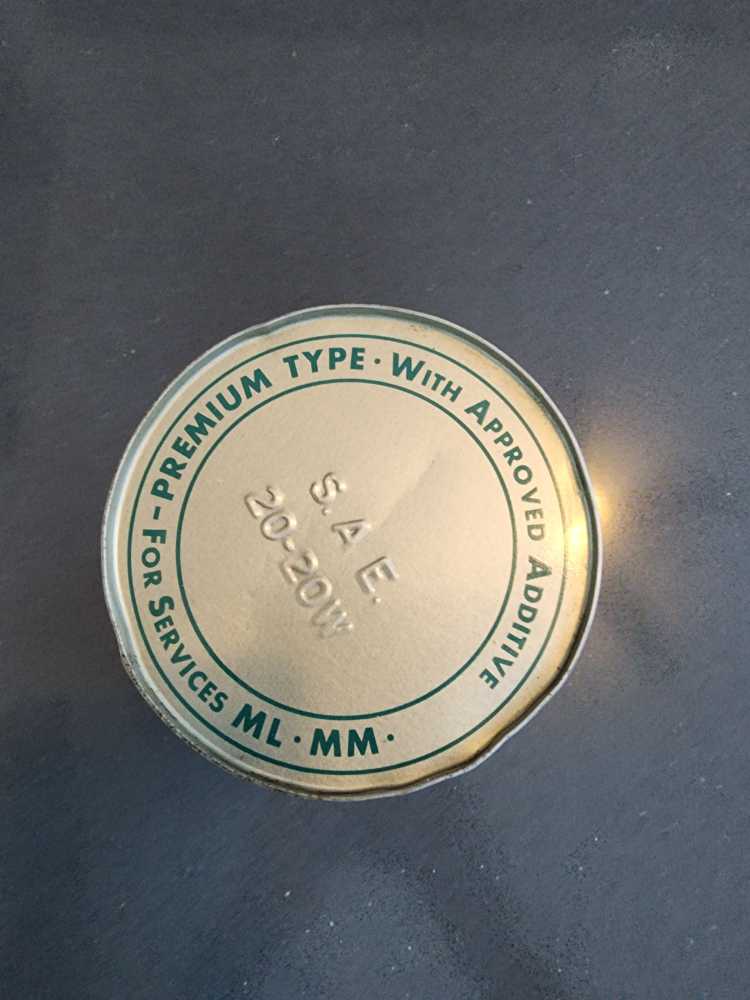 FOR SERVICES ML · MM ·
– PREMIUM TYPE · WITH APPROVED ADDITIVE
S. A E.
20-20W